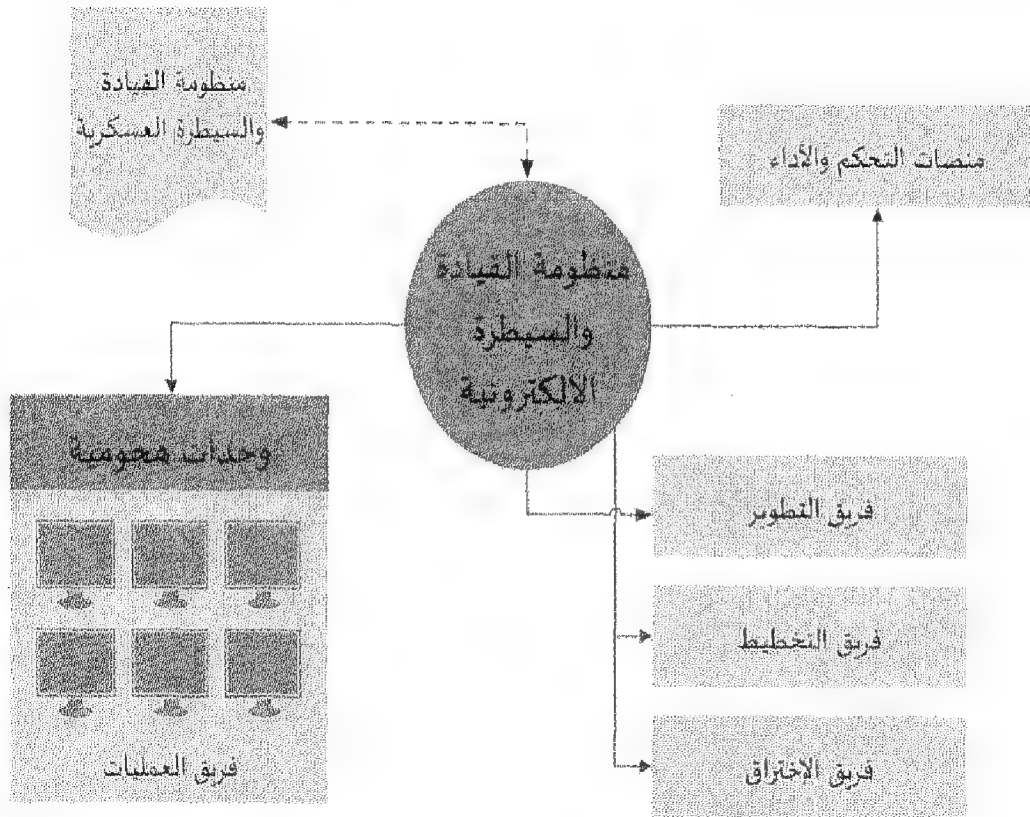 منظومة القيادة
والسيطرة العسكرية
منصات التحكم والأداء
منظومة القيادة
والسيطرة
الالكترونية
وحدات هجومية
فريق التطوير
فريق التخطيط
فريق الاختراق
فريق العمليات